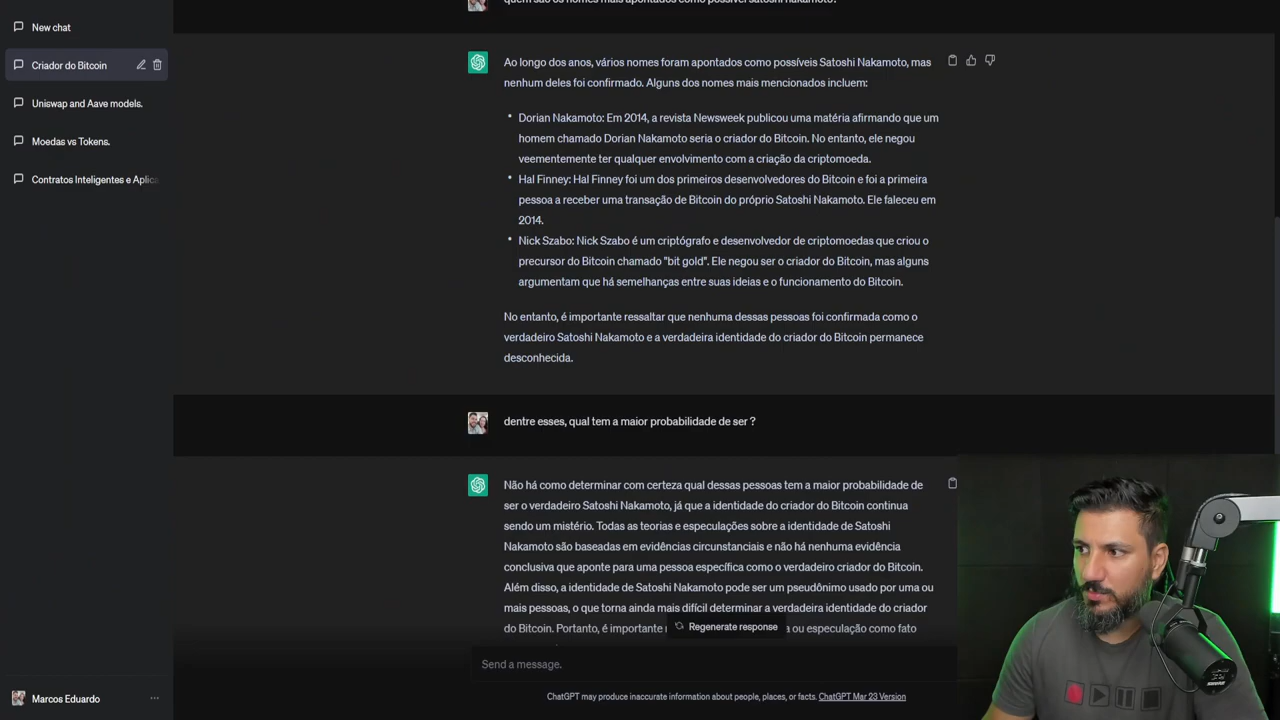 New chat
Criador do Bitcoin
Uniswap and Aave models.
Moedas vs Tokens.
Contratos Inteligentes e Aplica
Marcos Eduardo
quem são os nomes mais apontados como possível satoshi nakamoto?
Ao longo dos anos, vários nomes foram apontados como possíveis Satoshi Nakamoto, mas
nenhum deles foi confirmado. Alguns dos nomes mais mencionados incluem:
• Dorian Nakamoto: Em 2014, a revista Newsweek publicou uma matéria afirmando que um
homem chamado Dorian Nakamoto seria o criador do Bitcoin. No entanto, ele negou
veementemente ter qualquer envolvimento com a criação da criptomoeda.
• Hal Finney: Hal Finney foi um dos primeiros desenvolvedores do Bitcoin e foi a primeira
pessoa a receber uma transação de Bitcoin do próprio Satoshi Nakamoto. Ele faleceu em
2014.
• Nick Szabo: Nick Szabo é um criptógrafo e desenvolvedor de criptomoedas que criou o
precursor do Bitcoin chamado "bit gold". Ele negou ser o criador do Bitcoin, mas alguns
argumentam que há semelhanças entre suas ideias e o funcionamento do Bitcoin.
No entanto, é importante ressaltar que nenhuma dessas pessoas foi confirmada como o
verdadeiro Satoshi Nakamoto e a verdadeira identidade do criador do Bitcoin permanece
desconhecida.
dentre esses, qual tem a maior probabilidade de ser ?
Não há como determinar com certeza qual dessas pessoas tem a maior probabilidade de
ser o verdadeiro Satoshi Nakamoto, já que a identidade do criador do Bitcoin continua
sendo um mistério. Todas as teorias e especulações sobre a identidade de Satoshi
Nakamoto são baseadas em evidências circunstanciais e não há nenhuma evidência
conclusiva que aponte para uma pessoa específica como o verdadeiro criador do Bitcoin.
Além disso, a identidade de Satoshi Nakamoto pode ser um pseudônimo usado por uma ou
mais pessoas, o que torna ainda mais difícil determinar a verdadeira identidade do criador
do Bitcoin. Portanto, é importante ou especulação como fato
Regenerate response
Send a message.
ChatGPT may produce inaccurate information about people, places, or facts. ChatGPT Mar 23 Version